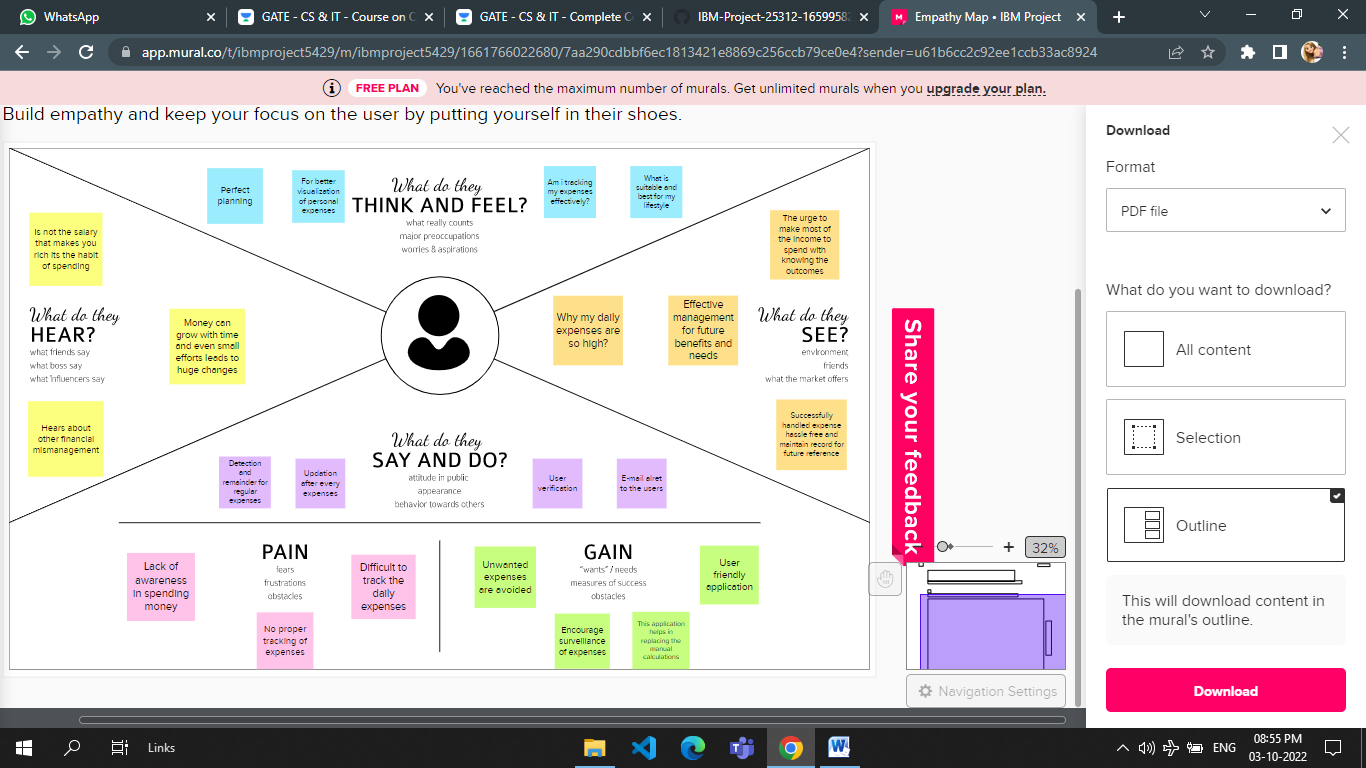 WhatsApp
GATE - CS & IT - Course on C
GATE - CS & IT - Complete C
IBM-Project-25312-1659958
Empathy Map • IBM Project
app.mural.co/t/ibmproject5429/m/ibmproject5429/1661766022680/7aa290cdbbf6ec1813421e8869c256ccb79ce0e4?sender=u61b6cc2c92ee1ccb33ac8924
FREE PLAN You've reached the maximum number of murals. Get unlimited murals when you upgrade your plan.
Build empathy and keep your focus on the user by putting yourself in their shoes.
Perfect
planning
For better
visualization
of personal
expenses
What do they
THINK AND FEEL?
what really counts
major preoccupations
worries & aspirations
Am i tracking
my expenses
effectively?
What is
suitable and
best for my
lifestyle
Is not the salary
that makes you
rich its the habit
of spending
The urge to
make most of
the income to
spend with
knowing the
outcomes
What do they
HEAR?
what friends say
what boss say
what influencers say
Money can
grow with time
and even small
efforts leads to
huge changes
Why my daily
expenses are
so high?
Effective
management
for future
benefits and
needs
What do they
SEE?
environment
friends
what the market offers
Hears about
other financial
mismanagement
Successfully
handled expense
hassle free and
maintain record for
future reference
What do they
SAY AND DO?
attitude in public
appearance
behavior towards others
Detection
and
remainder for
regular
expenses
Updation
after every
expenses
User
verification
E-mail alret
to the users
PAIN
fears
frustrations
obstacles
Lack of
awareness
in spending
money
Difficult to
track the
daily
expenses
No proper
tracking of
expenses
GAIN
"wants" / needs
measures of success
obstacles
Unwanted
expenses
are avoided
User
friendly
application
Encourage
surveillance
of expenses
This application
helps in
replacing the
manual
calculations
Share your feedback
32%
Navigation Settings
Download
Format
PDF file
What do you want to download?
All content
Selection
Outline
This will download content in
the mural's outline.
Download
Links
ENG
08:55 PM
03-10-2022